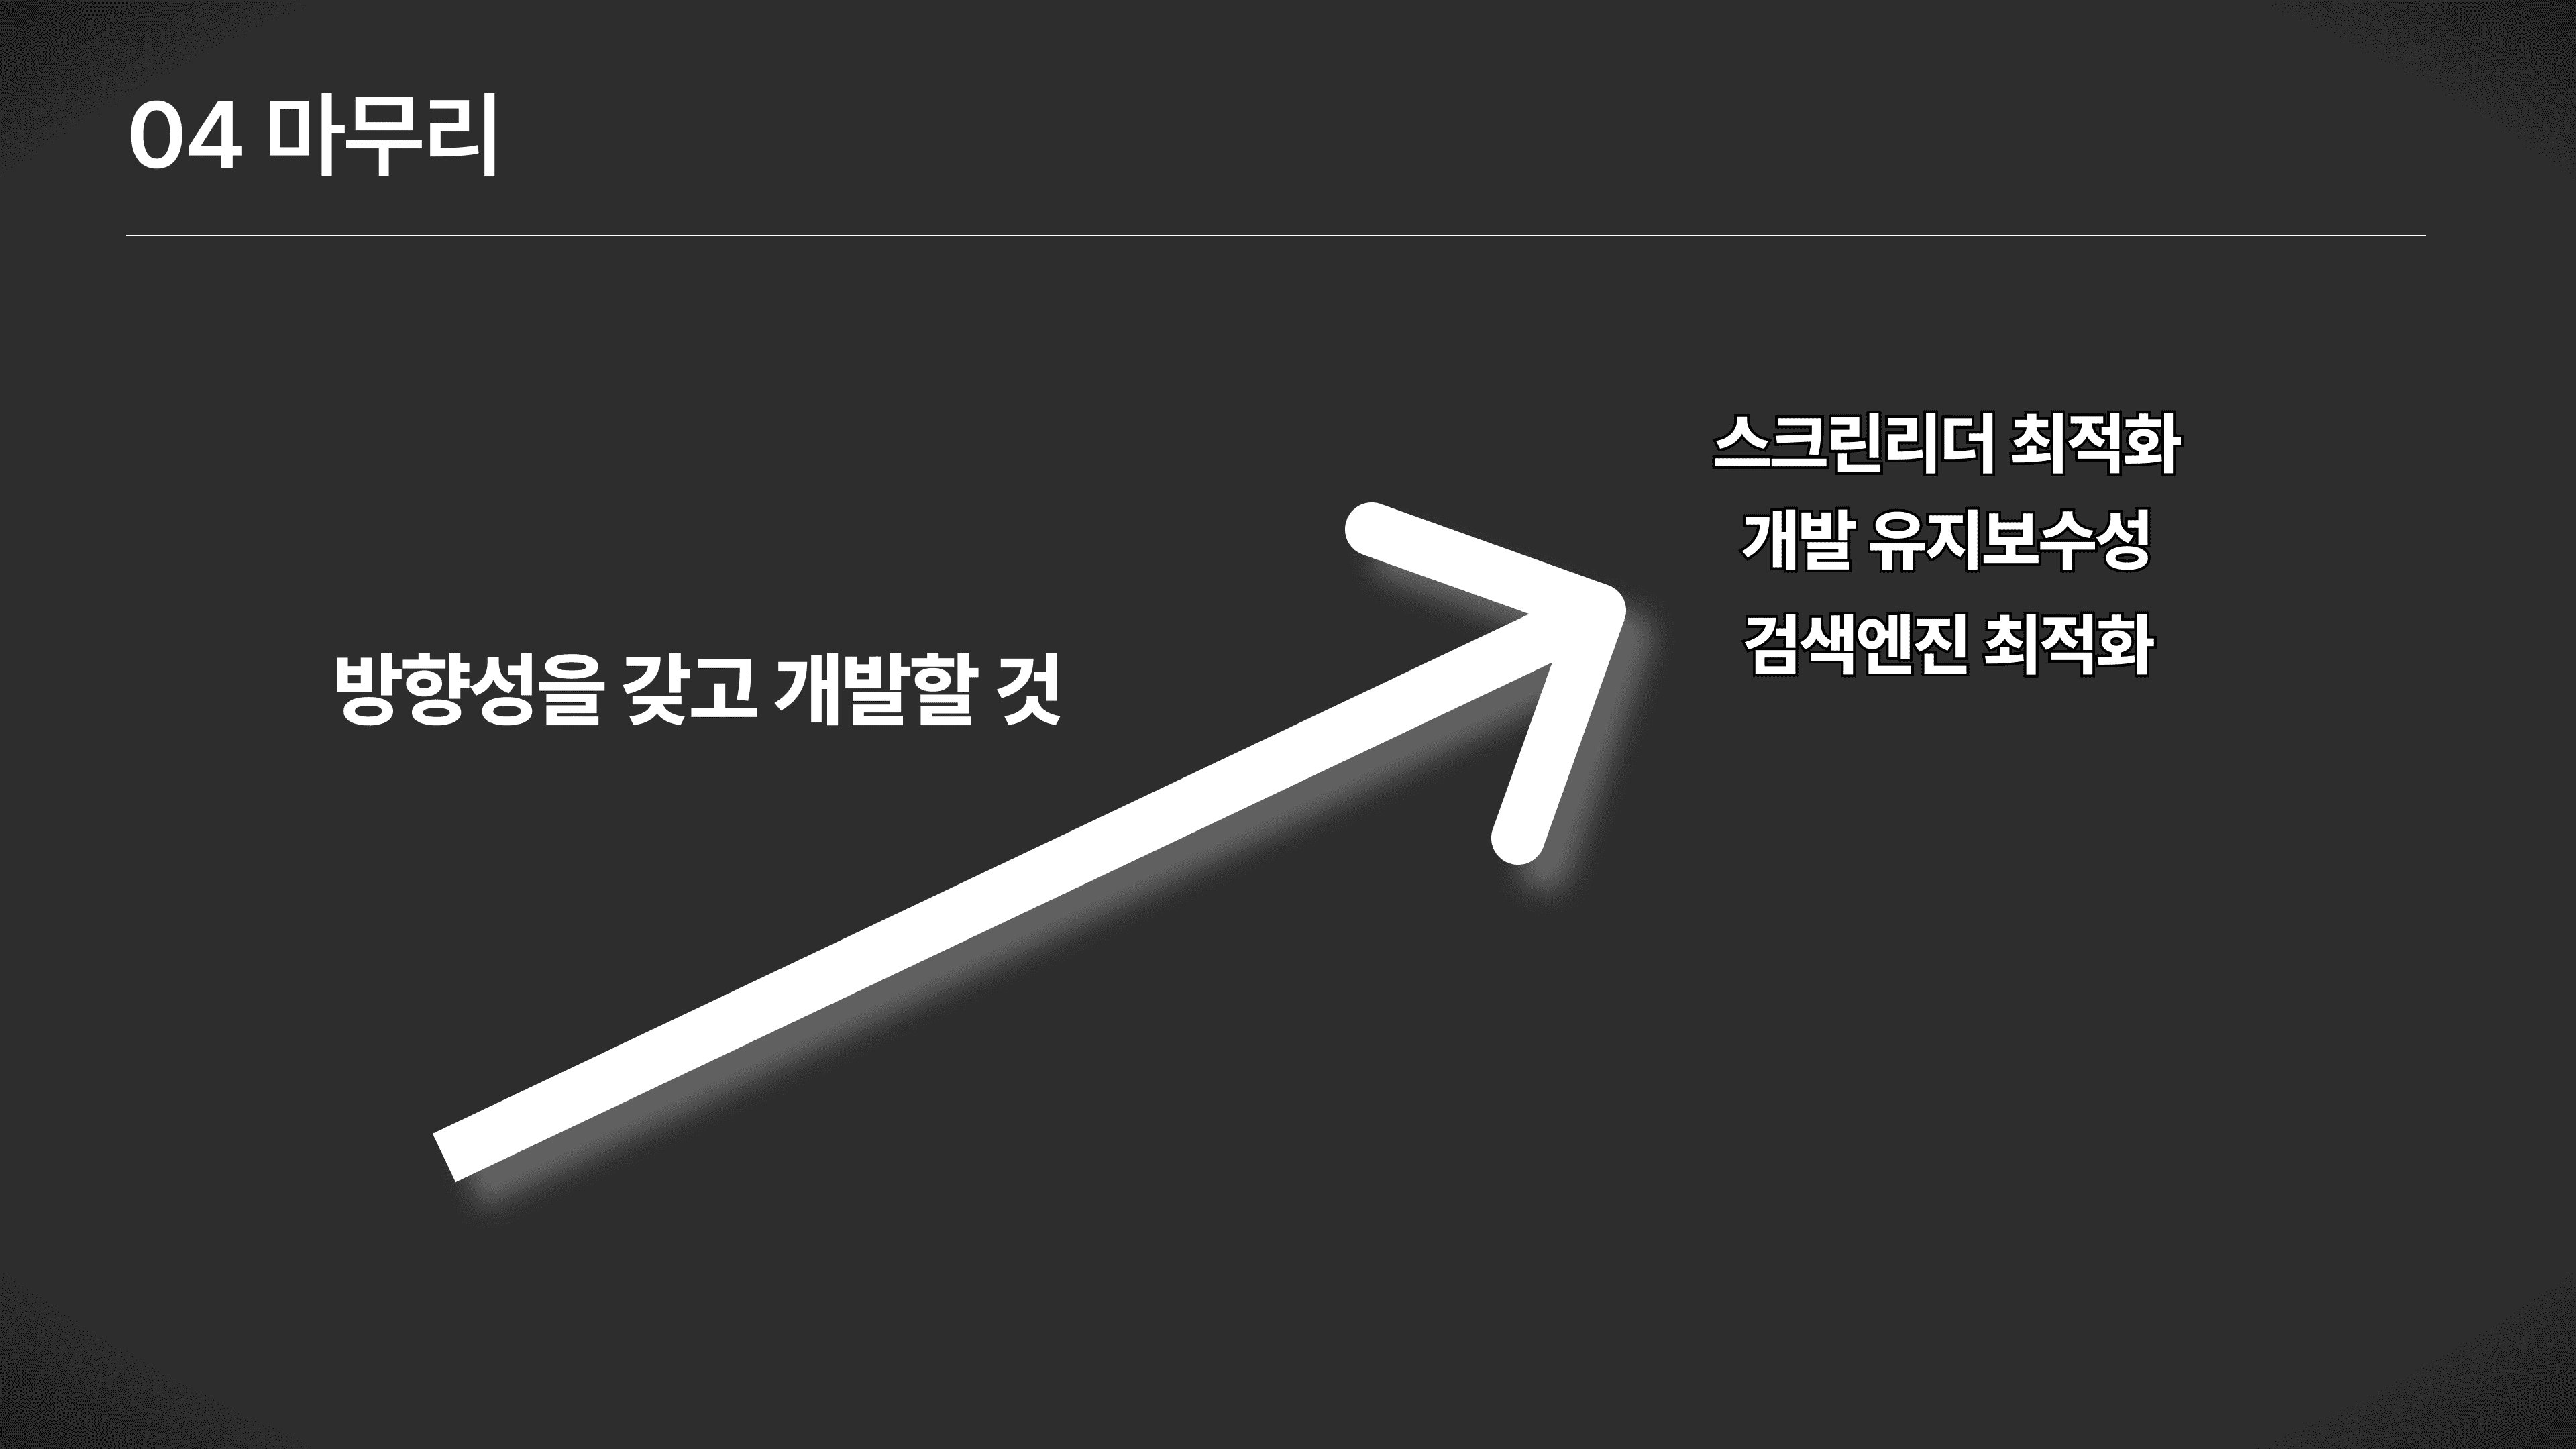 04 마무리
방향성을 갖고 개발할 것
스크린리더 최적화
개발 유지보수성
검색엔진 최적화